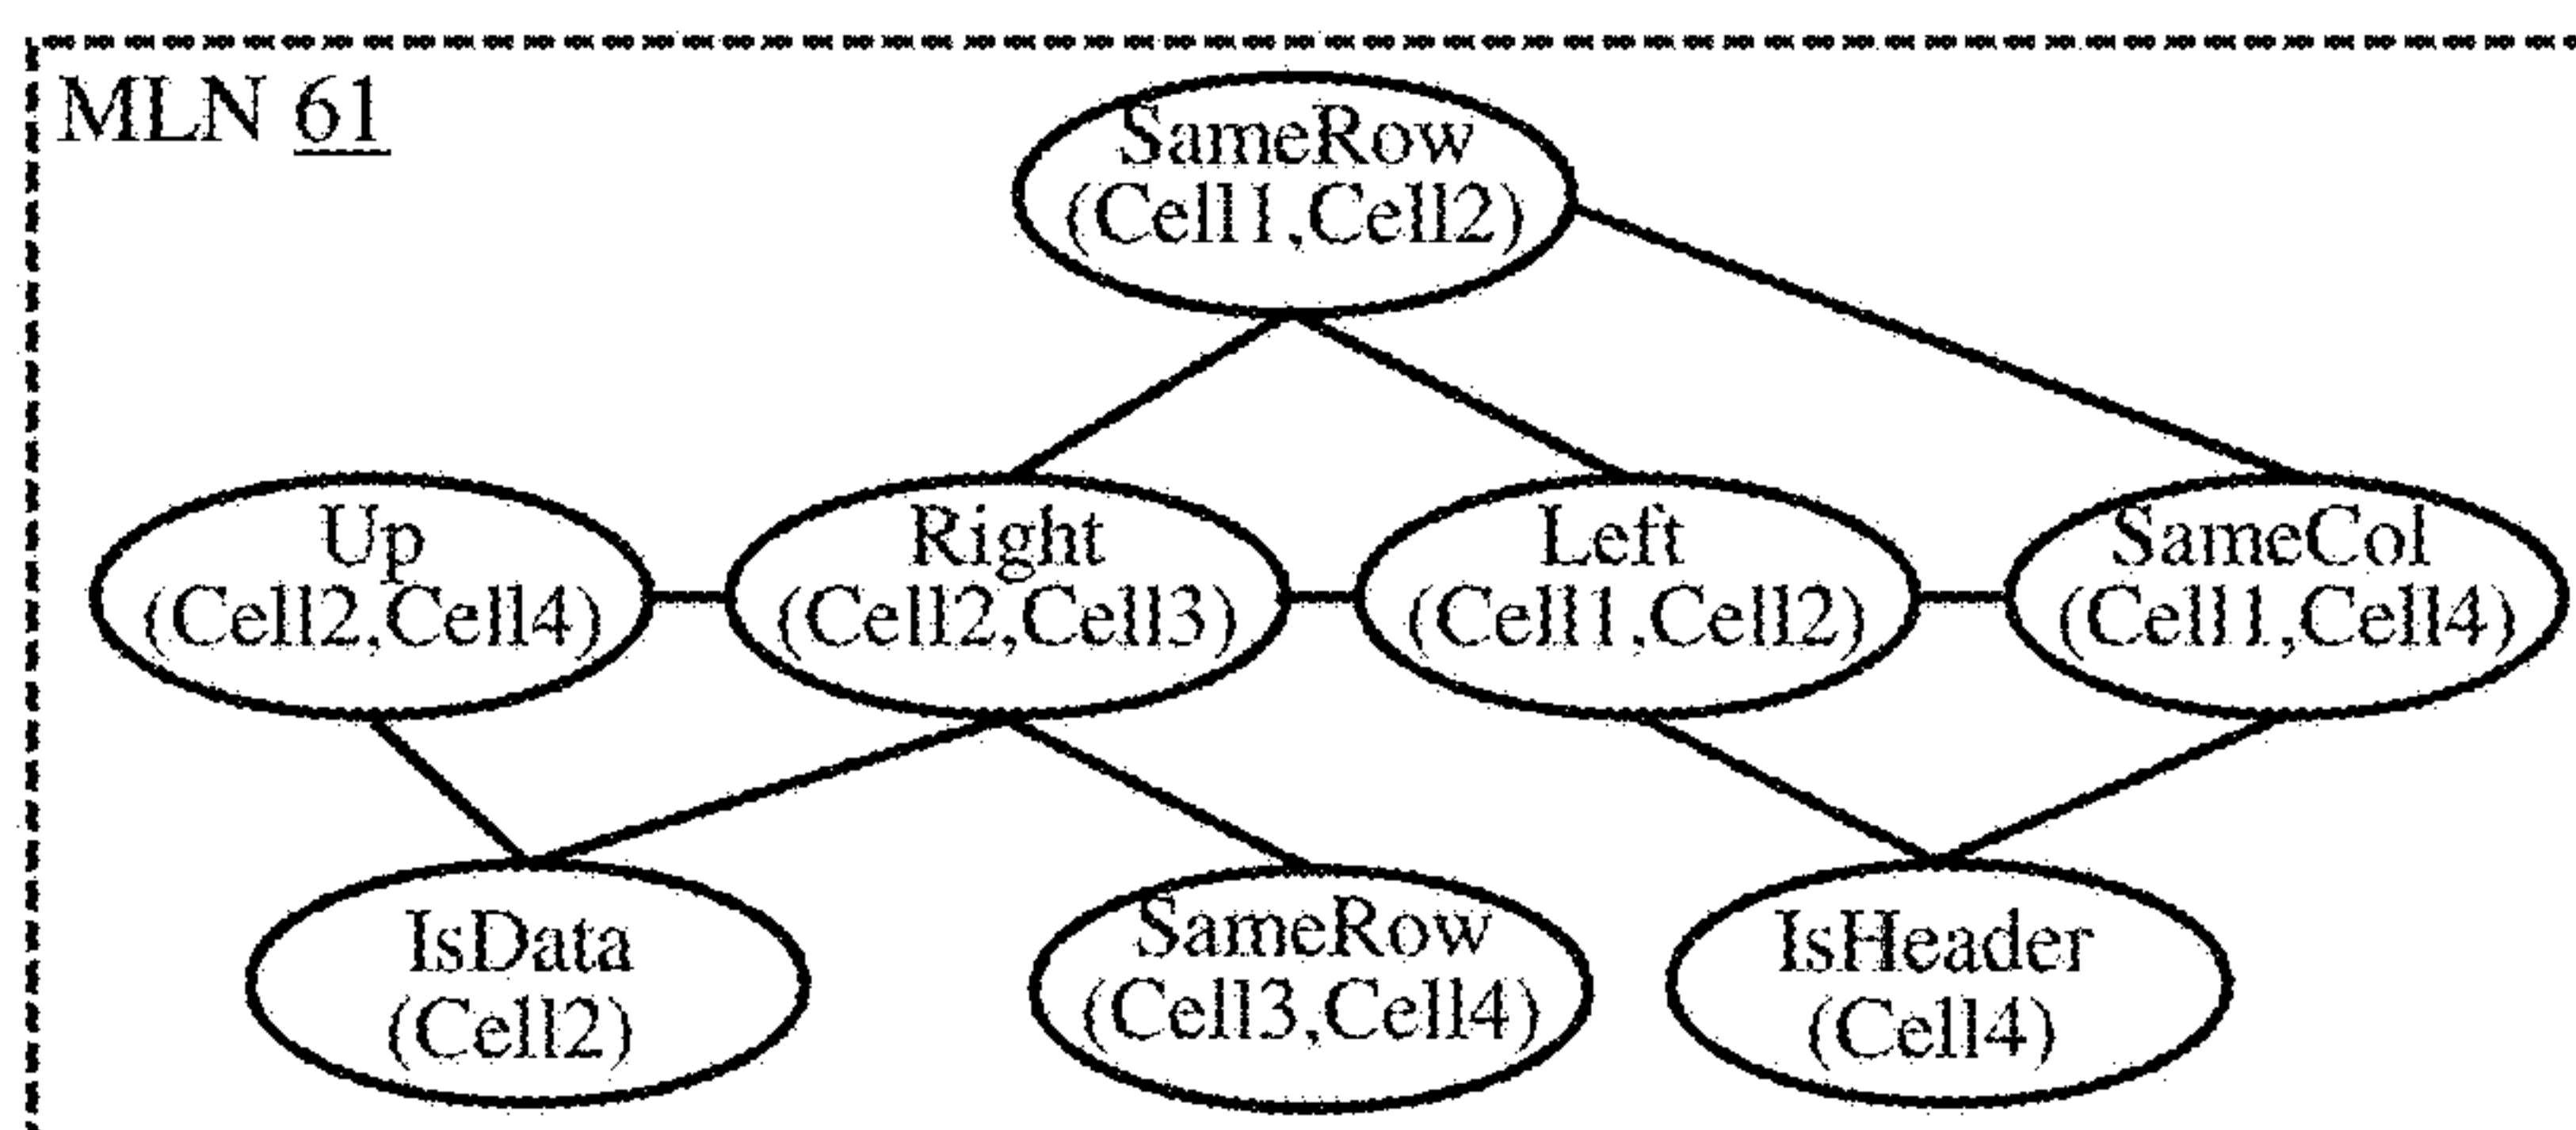 MLN 61
SameRow
(Cell1,Cell2)
Up
(Cell2,Cell4)
Right
(Cell2,Cell3)
Left
(Cell1,Cell2)
SameCol
(Cell1,Cell4)
IsData
(Cell2)
SameRow
(Cell3,Cell4)
IsHeader
(Cell4)